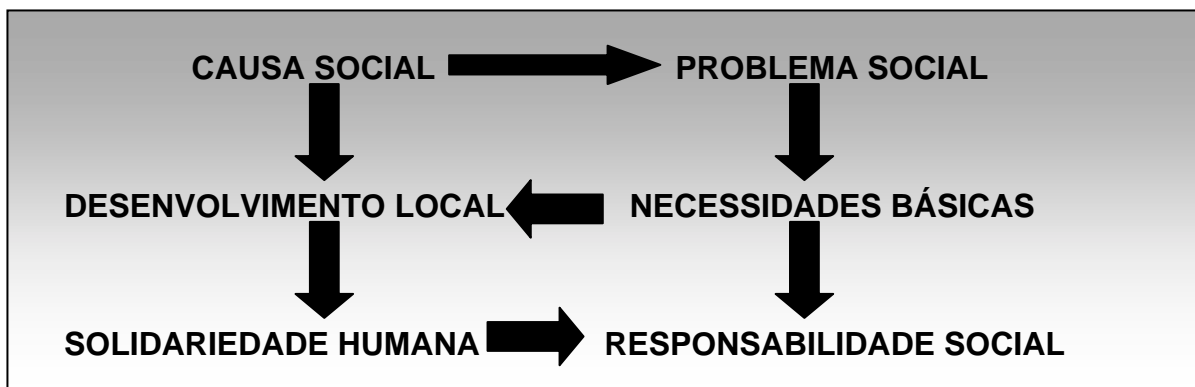 CAUSA SOCIAL PROBLEMA SOCIAL
DESENVOLVIMENTO LOCAL NECESSIDADES BÁSICAS
SOLIDARIEDADE HUMANA RESPONSABILIDADE SOCIAL